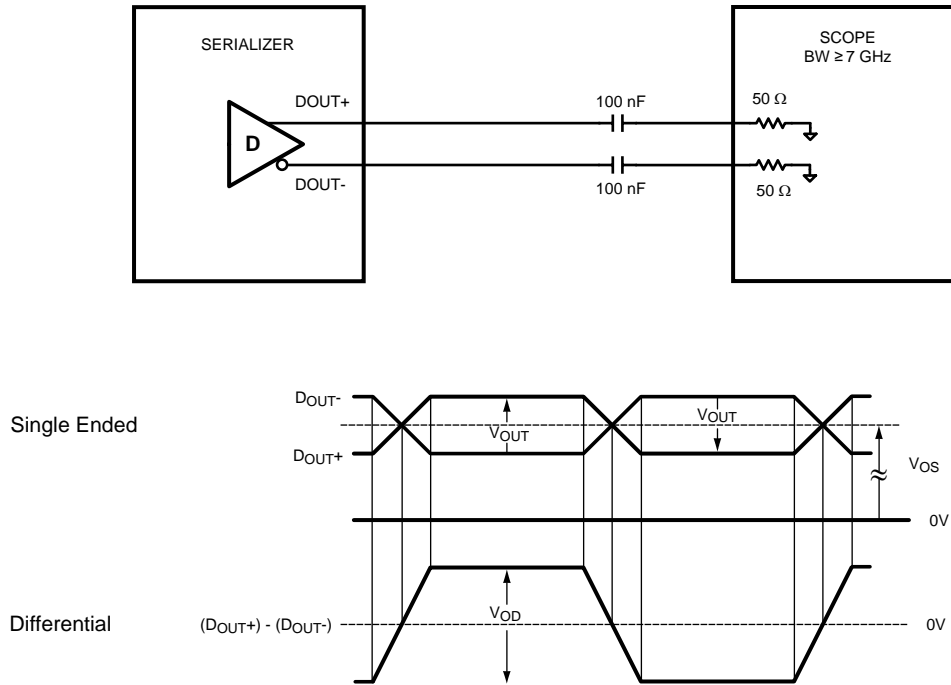 SERIALIZER
SCOPE
BW ≥ 7 GHz
DOUT+
100 nF
50 Ω
D
DOUT-
100 nF
50 Ω
Single Ended
DOUT-
VOUT
VOUT
DOUT+
VOS
≈
0V
Differential
(DOUT+) - (DOUT-)
VOD
0V